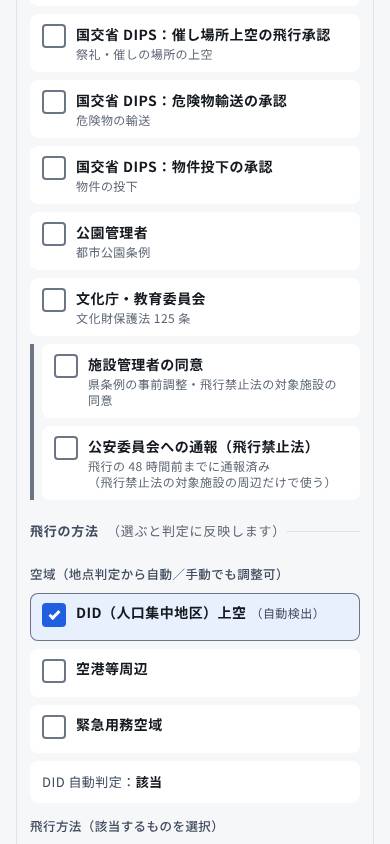 国交省 DIPS：催し場所上空の飛行承認
祭礼・催しの場所の上空
国交省 DIPS：危険物輸送の承認
危険物の輸送
国交省 DIPS：物件投下の承認
物件の投下
公園管理者
都市公園条例
文化庁・教育委員会
文化財保護法 125 条
施設管理者の同意
県条例の事前調整・飛行禁止法の対象施設の
同意
公安委員会への通報（飛行禁止法）
飛行の 48 時間前までに通報済み
（飛行禁止法の対象施設の周辺だけで使う）
飛行の方法 （選ぶと判定に反映します）
空域（地点判定から自動／手動でも調整可）
DID（人口集中地区）上空 （自動検出）
空港等周辺
緊急用務空域
DID 自動判定：該当
飛行方法（該当するものを選択）